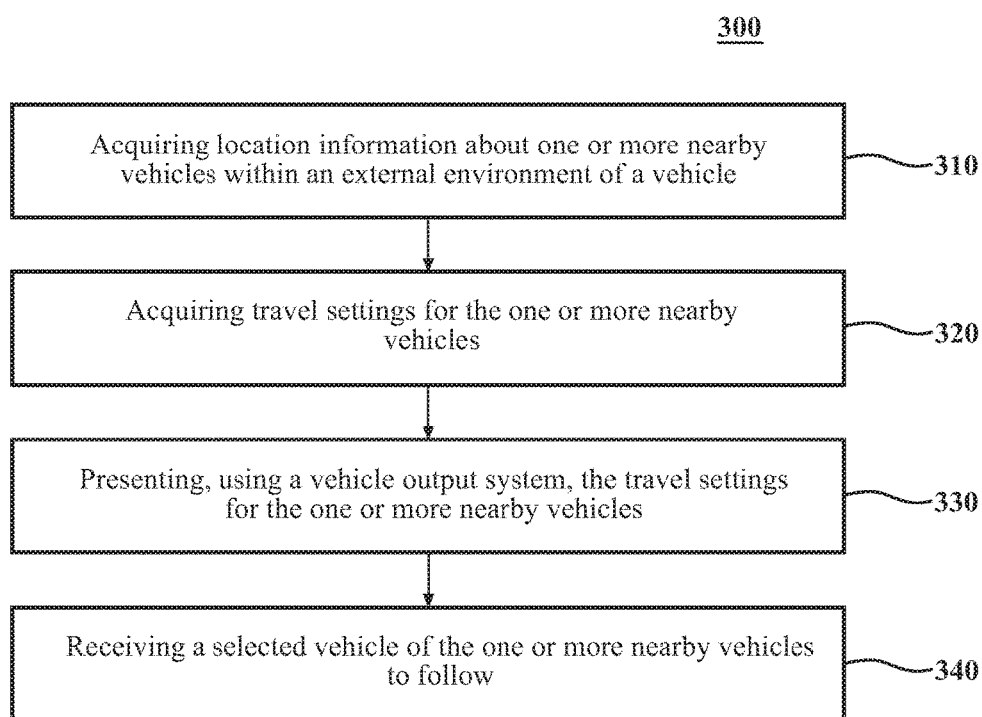 300
Acquiring location information about one or more nearby
vehicles within an external environment of a vehicle
310
Acquiring travel settings for the one or more nearby
vehicles
320
Presenting, using a vehicle output system, the travel settings
for the one or more nearby vehicles
330
Receiving a selected vehicle of the one or more nearby vehicles
to follow
340